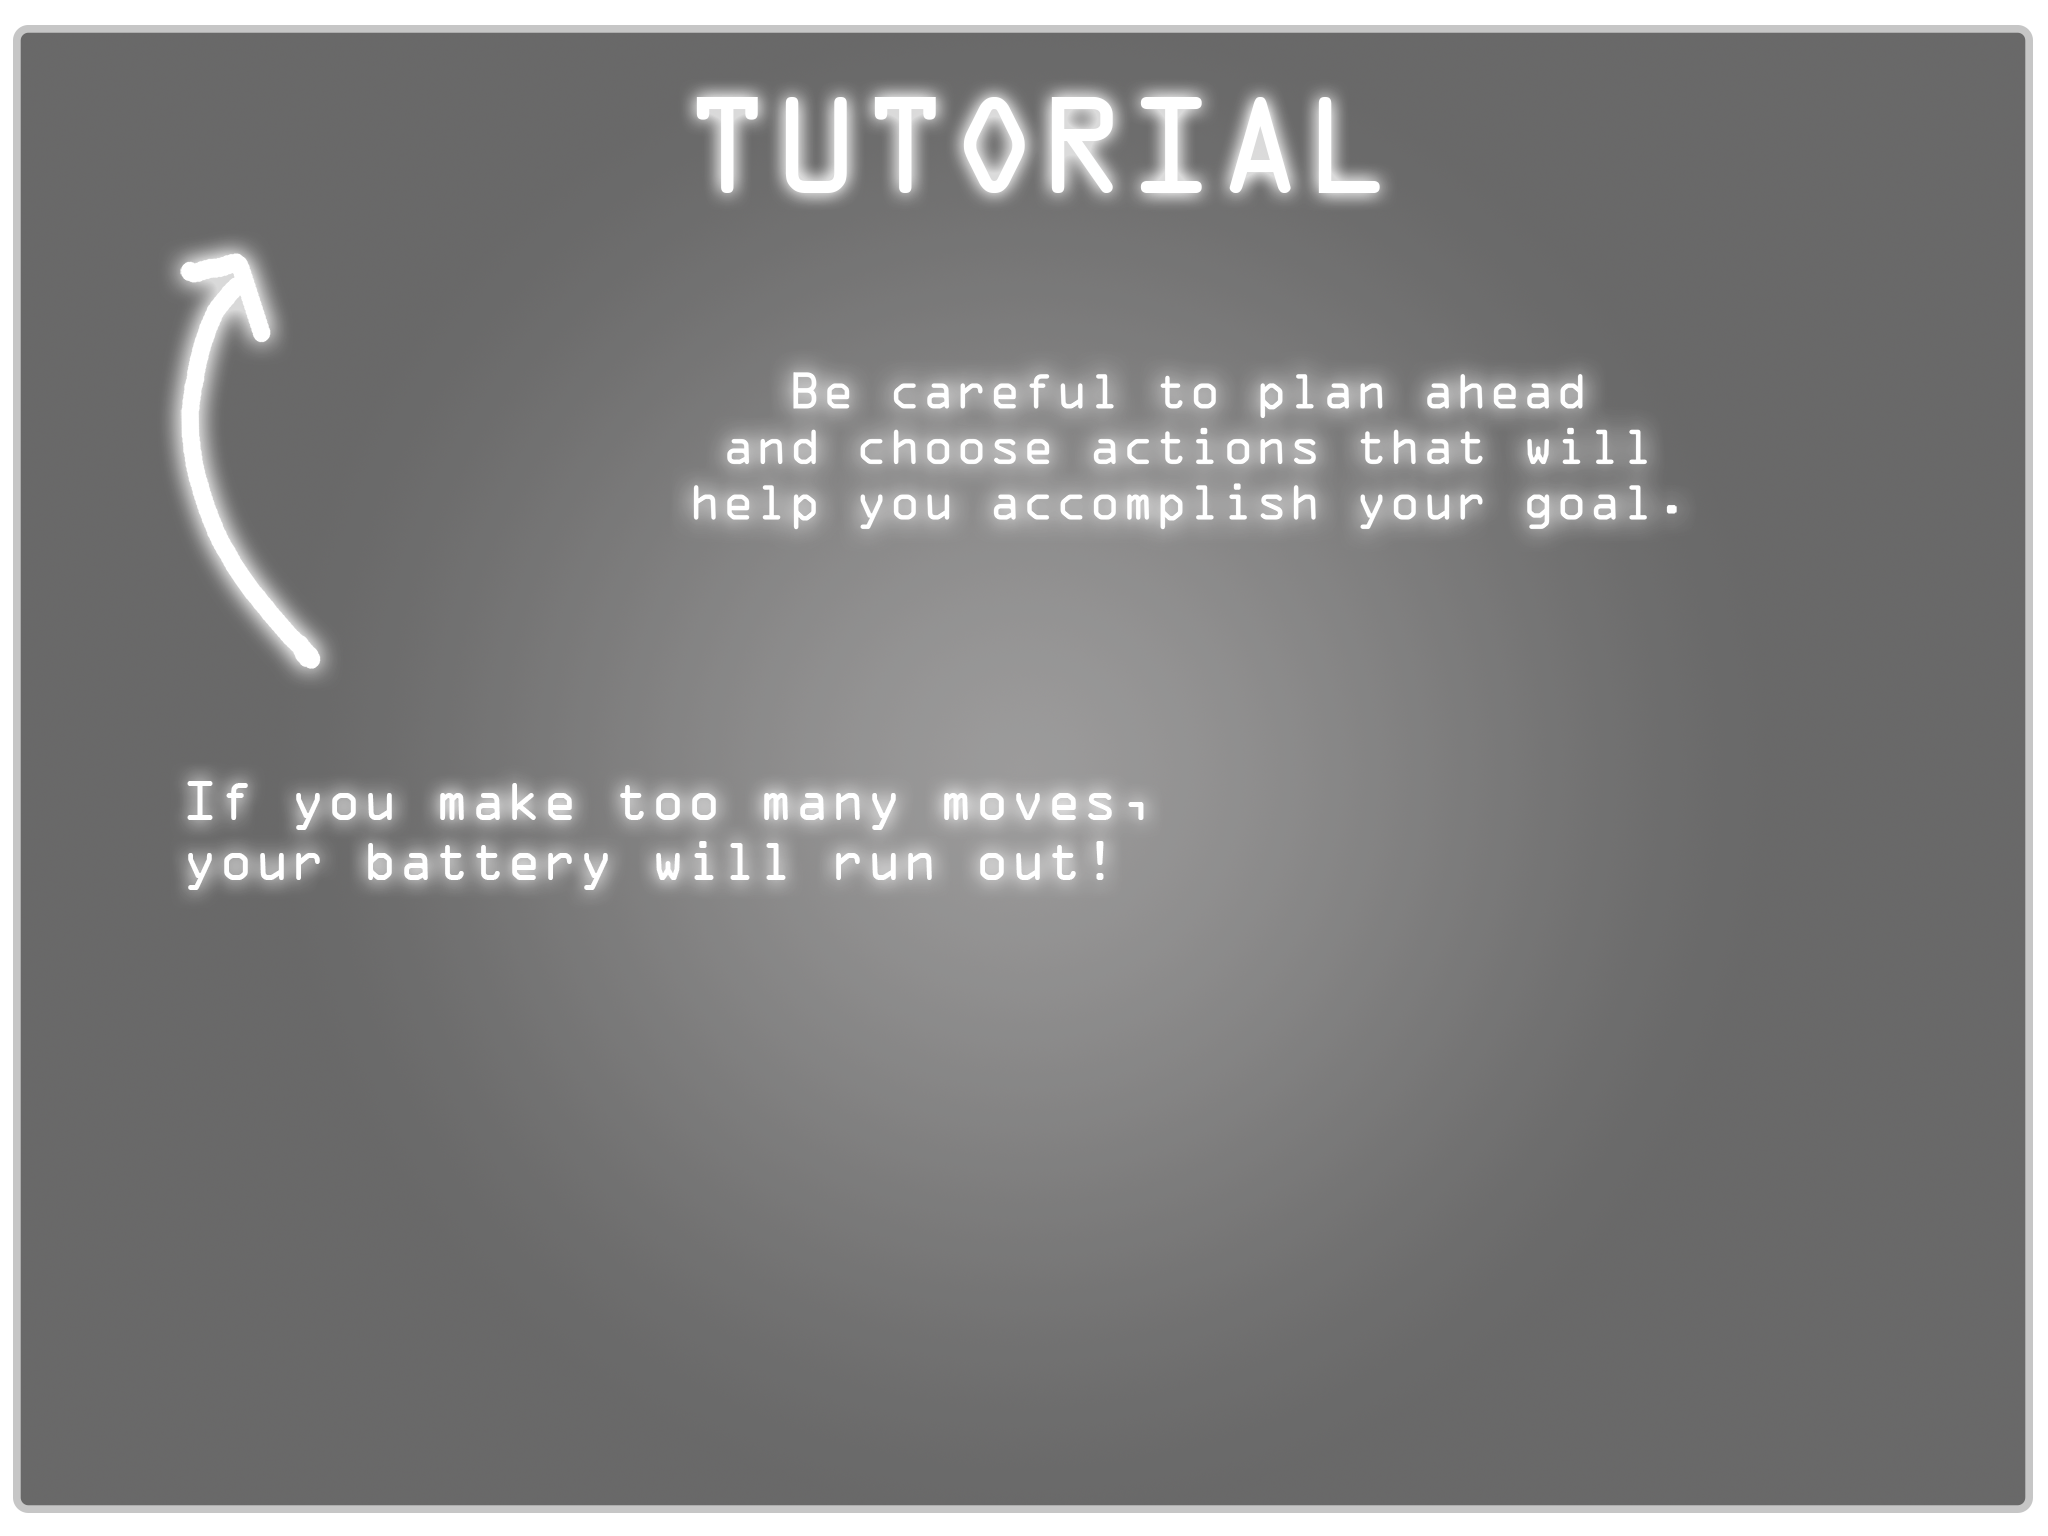 TUTORIAL
Be careful to plan ahead
and choose actions that will
help you accomplish your goal.
If you make too many moves,
your battery will run out!